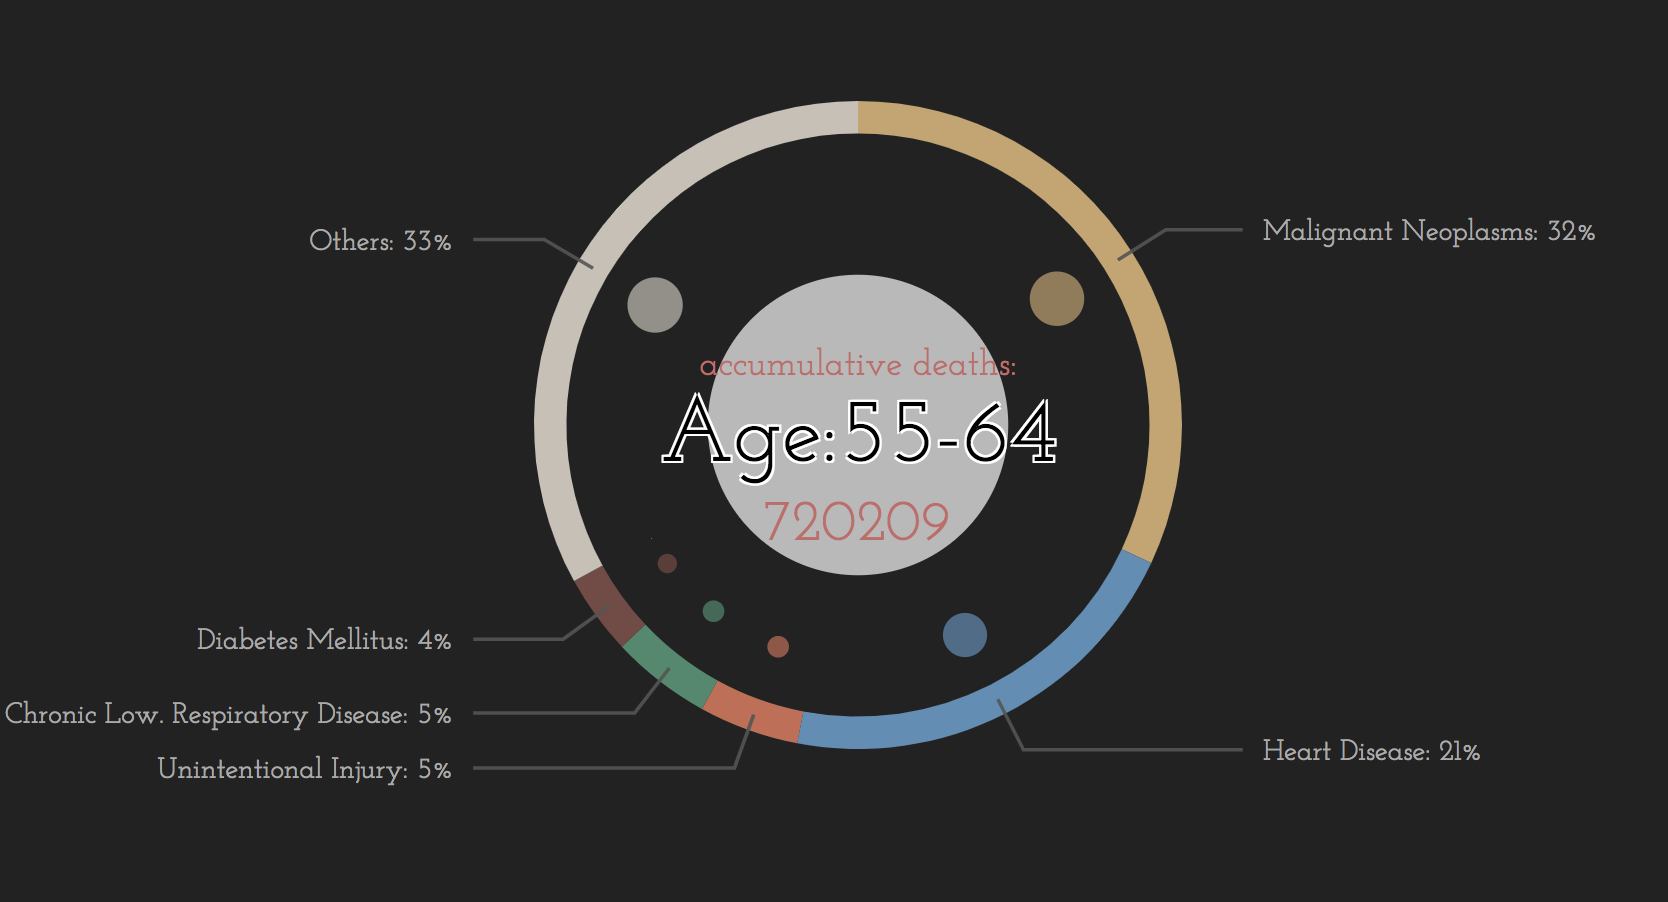 Malignant Neoplasms: 32%
Others: 33%
accumulative deaths:
Age:55-64
720209
Diabetes Mellitus: 4%
Chronic Low. Respiratory Disease: 5%
Unintentional Injury: 5%
Heart Disease: 21%